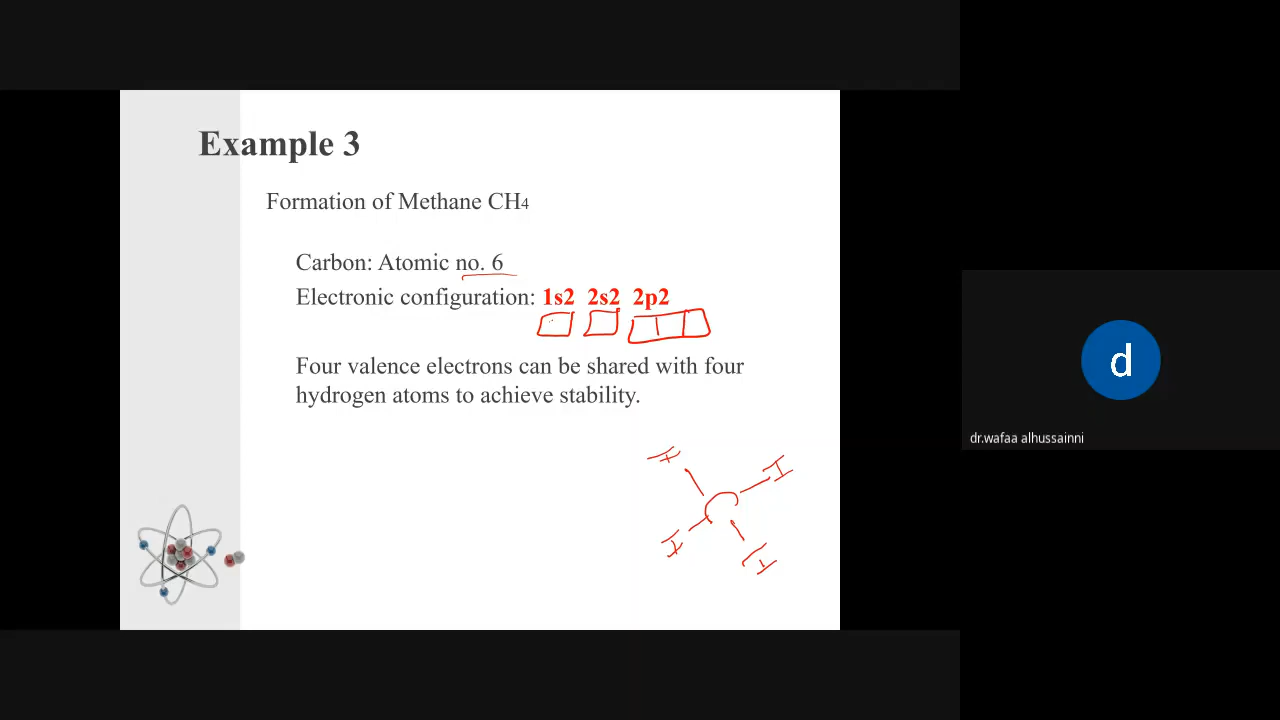 Example 3
Formation of Methane CH4
Carbon: Atomic no. 6
Electronic configuration: 1s2 2s2 2p2
Four valence electrons can be shared with four
hydrogen atoms to achieve stability.
H
H
C
H
H
d
dr.wafaa alhussainni